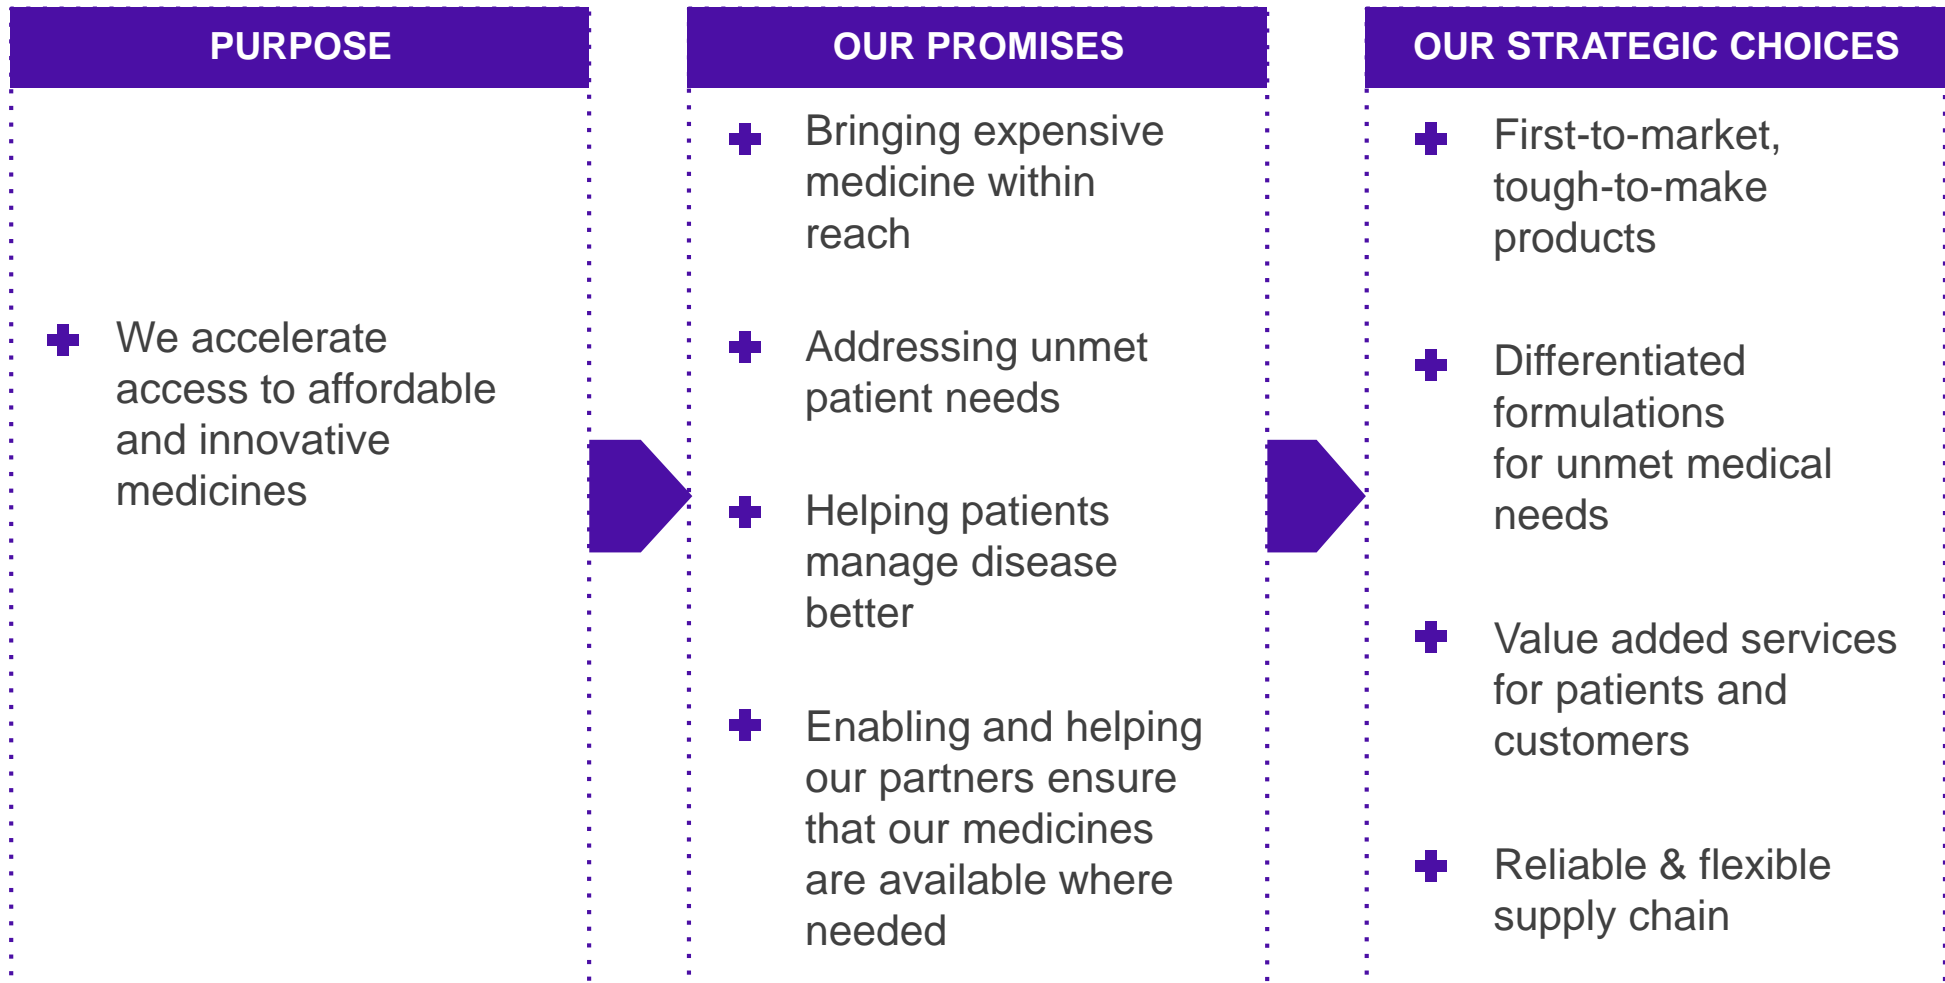 PURPOSE
We accelerate
access to affordable
and innovative
medicines
OUR PROMISES
Bringing expensive
medicine within
reach
Addressing unmet
patient needs
Helping patients
manage disease
better
Enabling and helping
our partners ensure
that our medicines
are available where
needed
OUR STRATEGIC CHOICES
First-to-market,
tough-to-make
products
Differentiated
formulations
for unmet medical
needs
Value added services
for patients and
customers
Reliable & flexible
supply chain